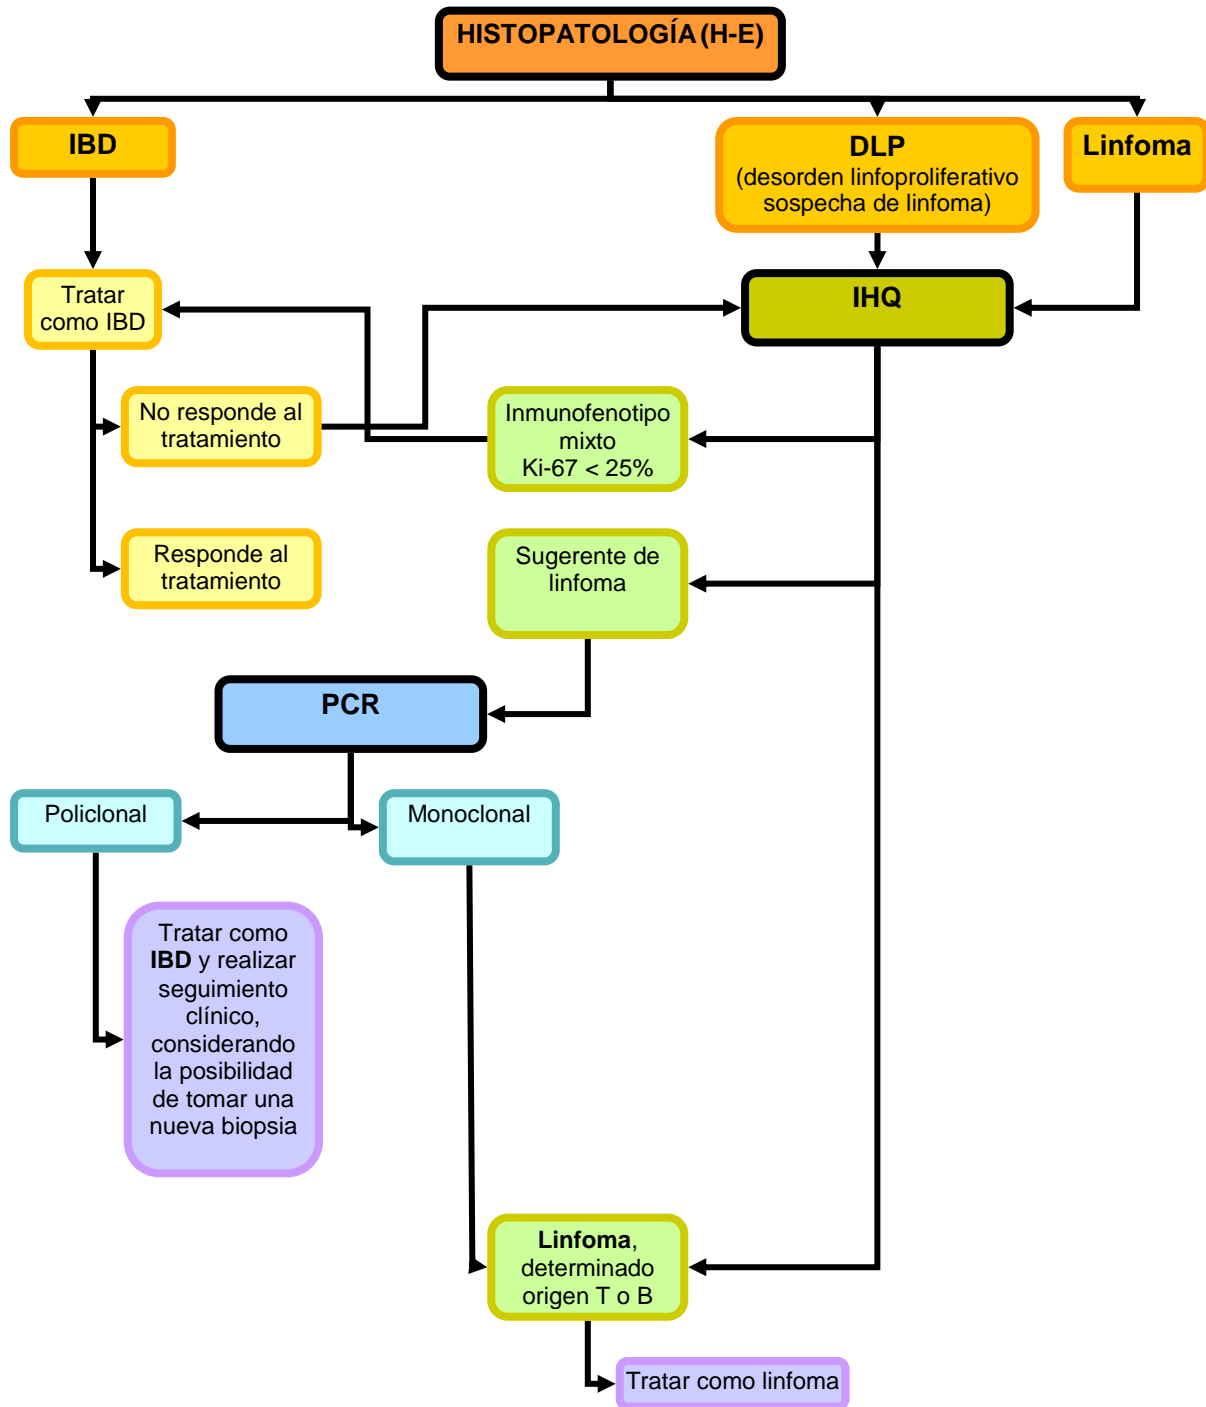 HISTOPATOLOGÍA (H-E)
IBD
DLP
(desorden linfoproliferativo
sospecha de linfoma)
Linfoma
Tratar
como IBD
IHQ
No responde al
tratamiento
Inmunofenotipo
mixto
Ki-67 < 25%
Responde al
tratamiento
Sugerente de
linfoma
PCR
Policlonal
Monoclonal
Tratar como
IBD y realizar
seguimiento
clínico,
considerando
la posibilidad
de tomar una
nueva biopsia
Linfoma,
determinado
origen T o B
Tratar como linfoma